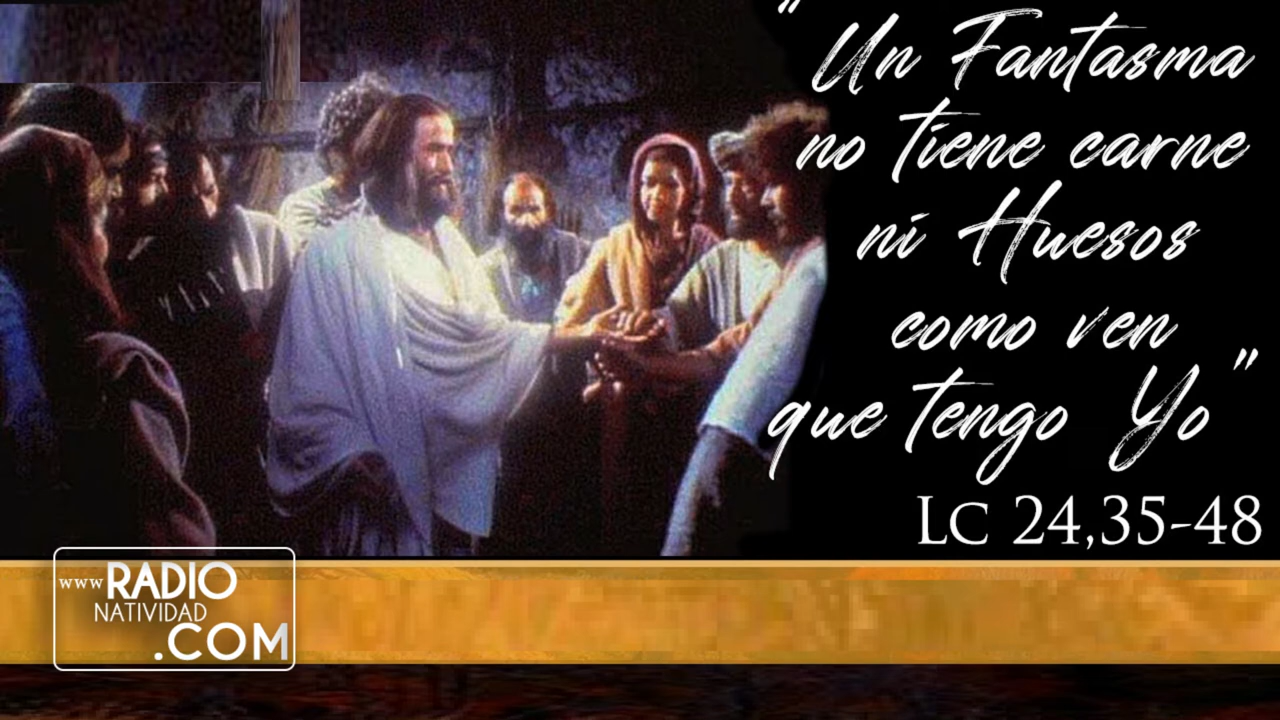 "Un Fantasma
no tiene carne
ni Huesos
como ven
que tengo Yo"
Lc 24,35-48
www RADIO
NATIVIDAD
.COM